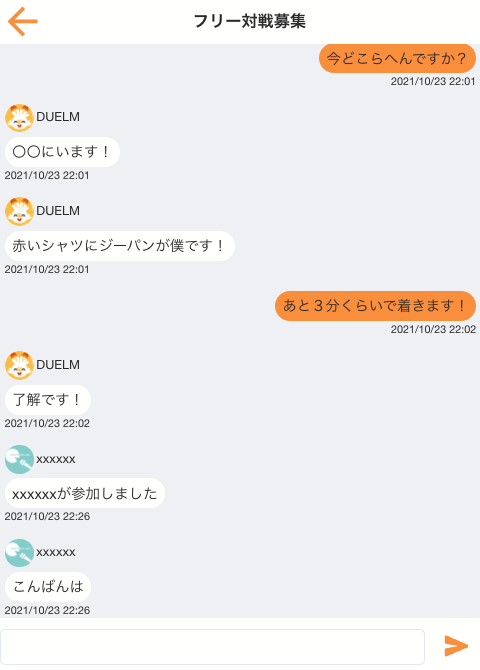 フリー対戦募集
今どこらへんですか？
2021/10/23 22:01
DUELM
〇〇にいます！
2021/10/23 22:01
DUELM
赤いシャツにジーパンが僕です！
2021/10/23 22:01
あと３分くらいで着きます！
2021/10/23 22:02
DUELM
了解です！
2021/10/23 22:02
xxxxxx
xxxxxxが参加しました
2021/10/23 22:26
xxxxxx
こんばんは
2021/10/23 22:26